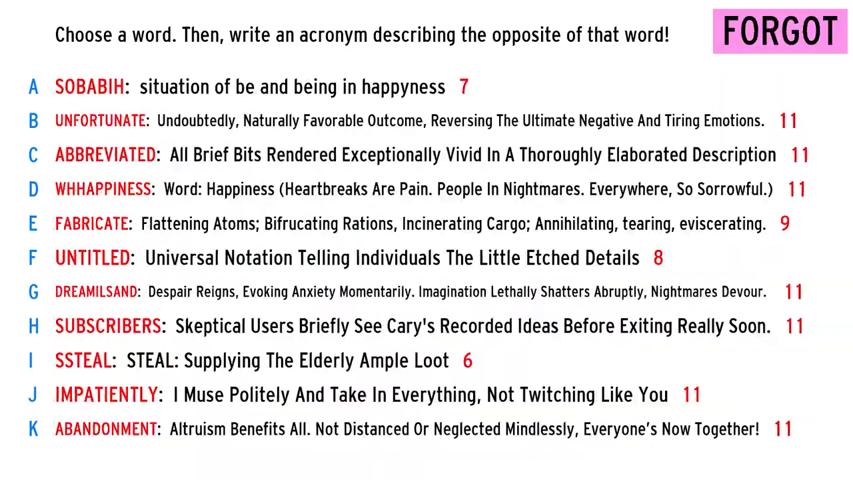 Choose a word. Then, write an acronym describing the opposite of that word!
FORGOT
A SOBABIH: situation of be and being in happyness 7
B UNFORTUNATE: Undoubtedly, Naturally Favorable Outcome, Reversing The Ultimate Negative And Tiring Emotions. 11
C ABBREVIATED: All Brief Bits Rendered Exceptionally Vivid In A Thoroughly Elaborated Description 11
D WHHAPPINESS: Word: Happiness (Heartbreaks Are Pain. People In Nightmares. Everywhere, So Sorrowful.) 11
E FABRICATE: Flattening Atoms; Bifrucating Rations, Incinerating Cargo; Annihilating, tearing, eviscerating. 9
F UNTITLED: Universal Notation Telling Individuals The Little Etched Details 8
G DREAMILSAND: Despair Reigns, Evoking Anxiety Momentarily. Imagination Lethally Shatters Abruptly, Nightmares Devour. 11
H SUBSCRIBERS: Skeptical Users Briefly See Cary's Recorded Ideas Before Exiting Really Soon. 11
I SSTEAL: STEAL: Supplying The Elderly Ample Loot 6
J IMPATIENTLY: I Muse Politely And Take In Everything, Not Twitching Like You 11
K ABANDONMENT: Altruism Benefits All. Not Distanced Or Neglected Mindlessly, Everyone's Now Together! 11